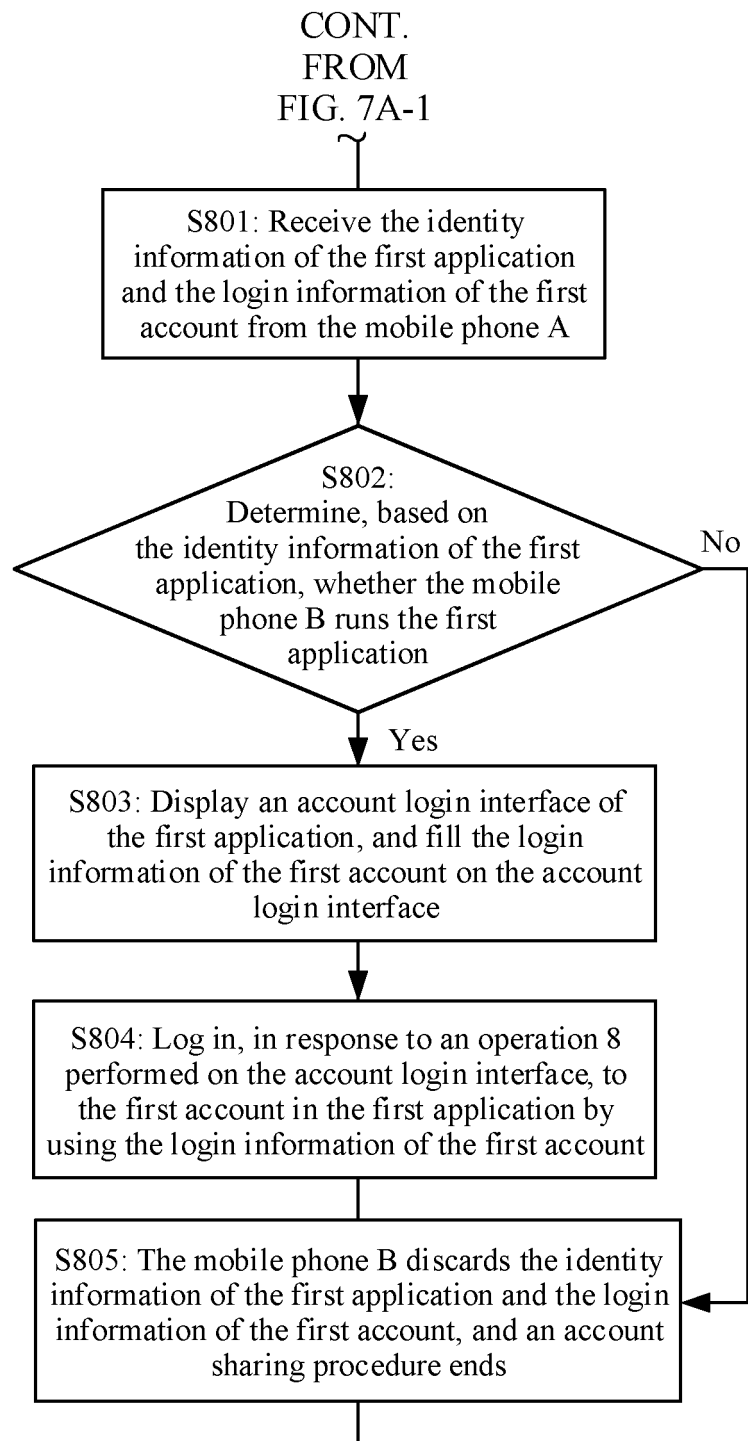 CONT.
FROM
FIG. 7A-1
S801: Receive the identity
information of the first application
and the login information of the first
account from the mobile phone A
S802:
Determine, based on
the identity information of the first
application, whether the mobile
phone B runs the first
application
No
Yes
S803: Display an account login interface of
the first application, and fill the login
information of the first account on the account
login interface
S804: Log in, in response to an operation 8
performed on the account login interface, to
the first account in the first application by
using the login information of the first account
S805: The mobile phone B discards the identity
information of the first application and the login
information of the first account, and an account
sharing procedure ends